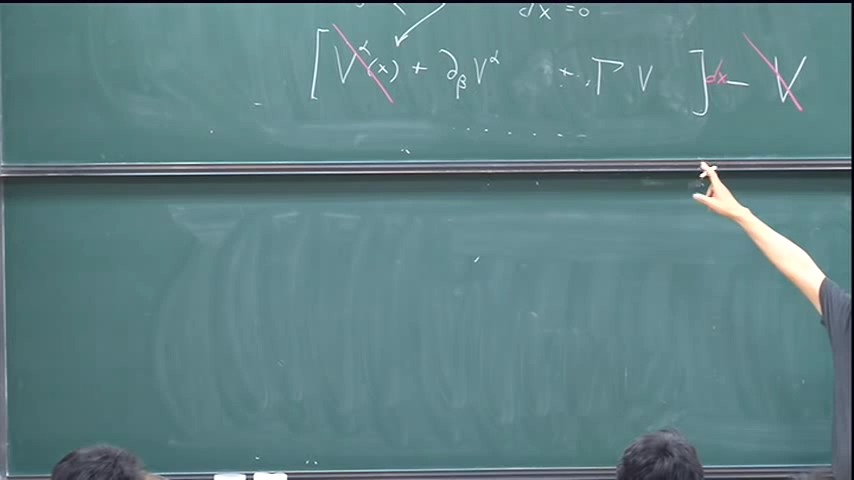 dx = 0
[ V^α(x) + ∂_β V^α + .. Γ V ] dx - V